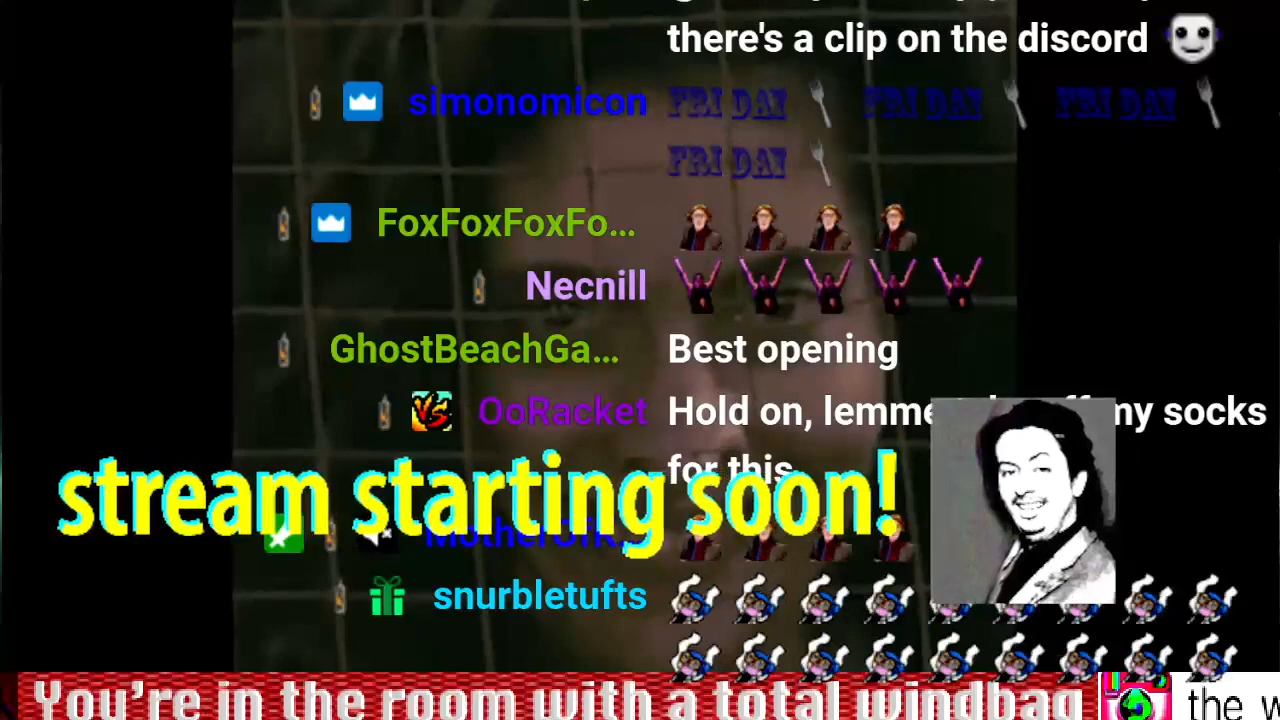 there's a clip on the discord
simonomicon FRI DAY FRI DAY FRI DAY
FRI DAY
FoxFoxFoxFo...
Necnill
GhostBeachGa... Best opening
VS OoRacket Hold on, lemme my socks
for this
stream starting soon!
snurbletufts
You're in the room with a total windbag the